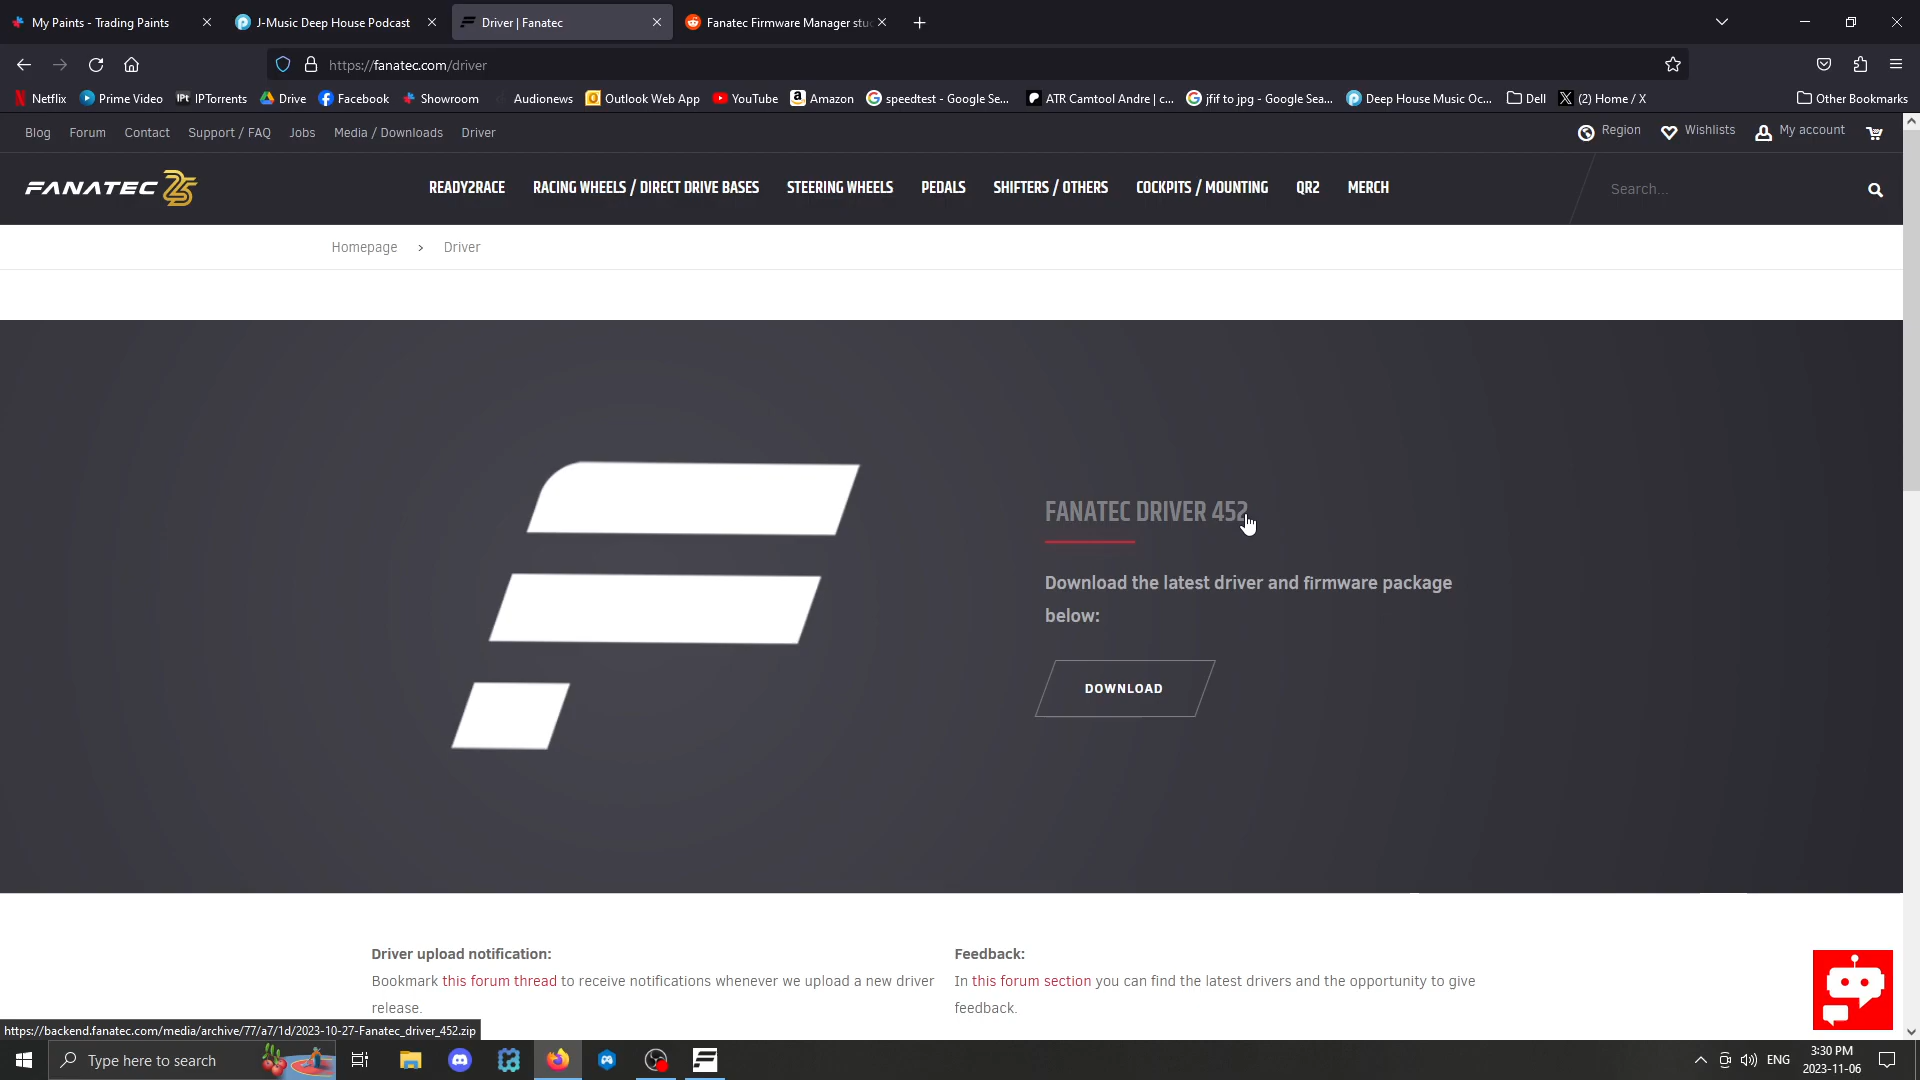 My Paints - Trading Paints
J-Music Deep House Podcast
Driver | Fanatec
Fanatec Firmware Manager stu
https://fanatec.com/driver
Netflix
Prime Video
IPTorrents
Drive
Facebook
Showroom
Audionews
Outlook Web App
YouTube
Amazon
speedtest - Google Se...
ATR Camtool Andre | c...
jfif to jpg - Google Sea...
Deep House Music Oc...
Dell
(2) Home / X
Other Bookmarks
Blog
Forum
Contact
Support / FAQ
Jobs
Media / Downloads
Driver
Region
Wishlists
My account
FANATEC 25
READY2RACE
RACING WHEELS / DIRECT DRIVE BASES
STEERING WHEELS
PEDALS
SHIFTERS / OTHERS
COCKPITS / MOUNTING
QR2
MERCH
Search...
Homepage > Driver
FANATEC DRIVER 452
Download the latest driver and firmware package
below:
DOWNLOAD
Driver upload notification:
Bookmark this forum thread to receive notifications whenever we upload a new driver
release.
Feedback:
In this forum section you can find the latest drivers and the opportunity to give
feedback.
https://backend.fanatec.com/media/archive/77/a7/1d/2023-10-27-Fanatec_driver_452.zip
Type here to search
ENG
3:30 PM
2023-11-06